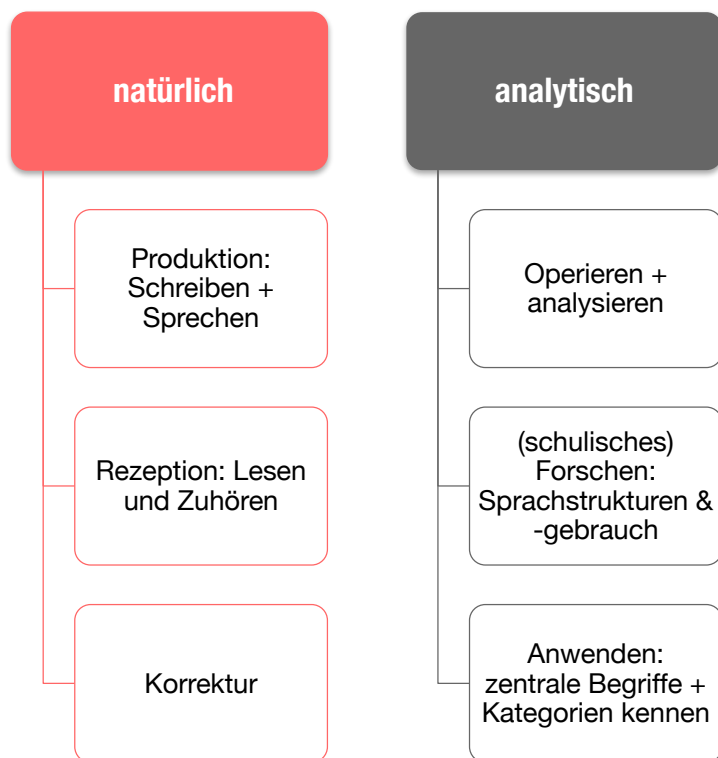 natürlich
Produktion:
Schreiben +
Sprechen
Rezeption: Lesen
und Zuhören
Korrektur
analytisch
Operieren +
analysieren
(schulisches)
Forschen:
Sprachstrukturen &
-gebrauch
Anwenden:
zentrale Begriffe +
Kategorien kennen